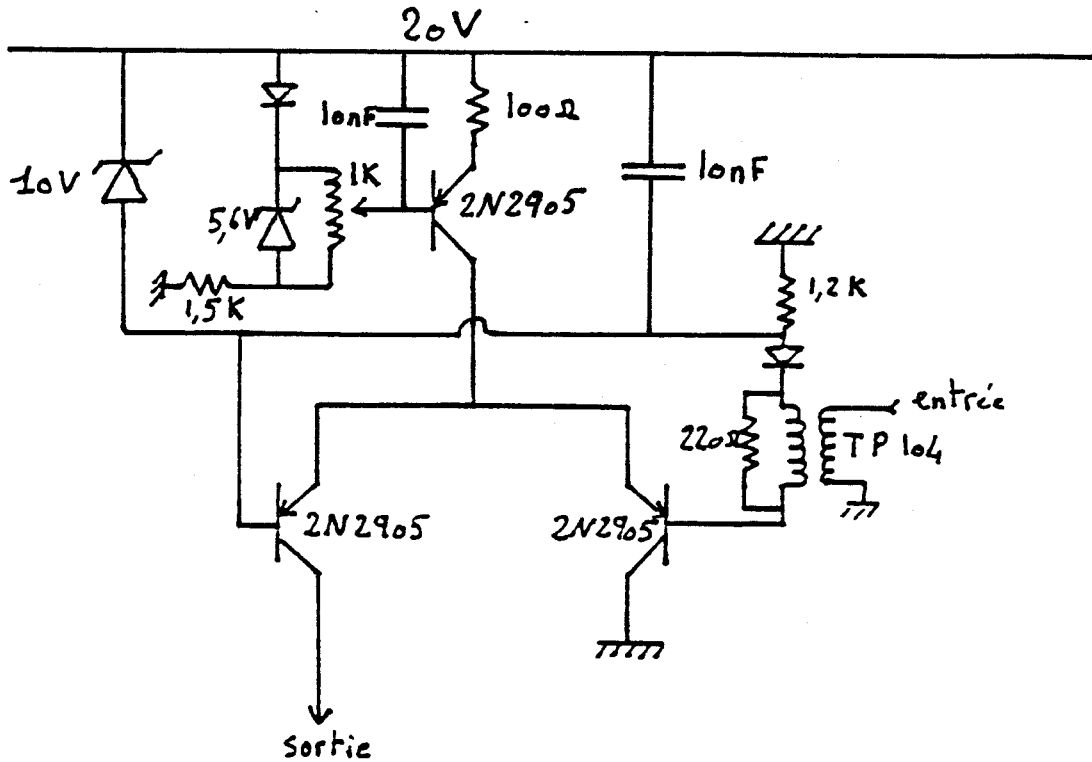 20V
10nF
100Ω
10V
1K
2N2905
10nF
5,6V
1,5K
1,2K
entrée
220Ω
TP 104
2N2905
2N2905
sortie